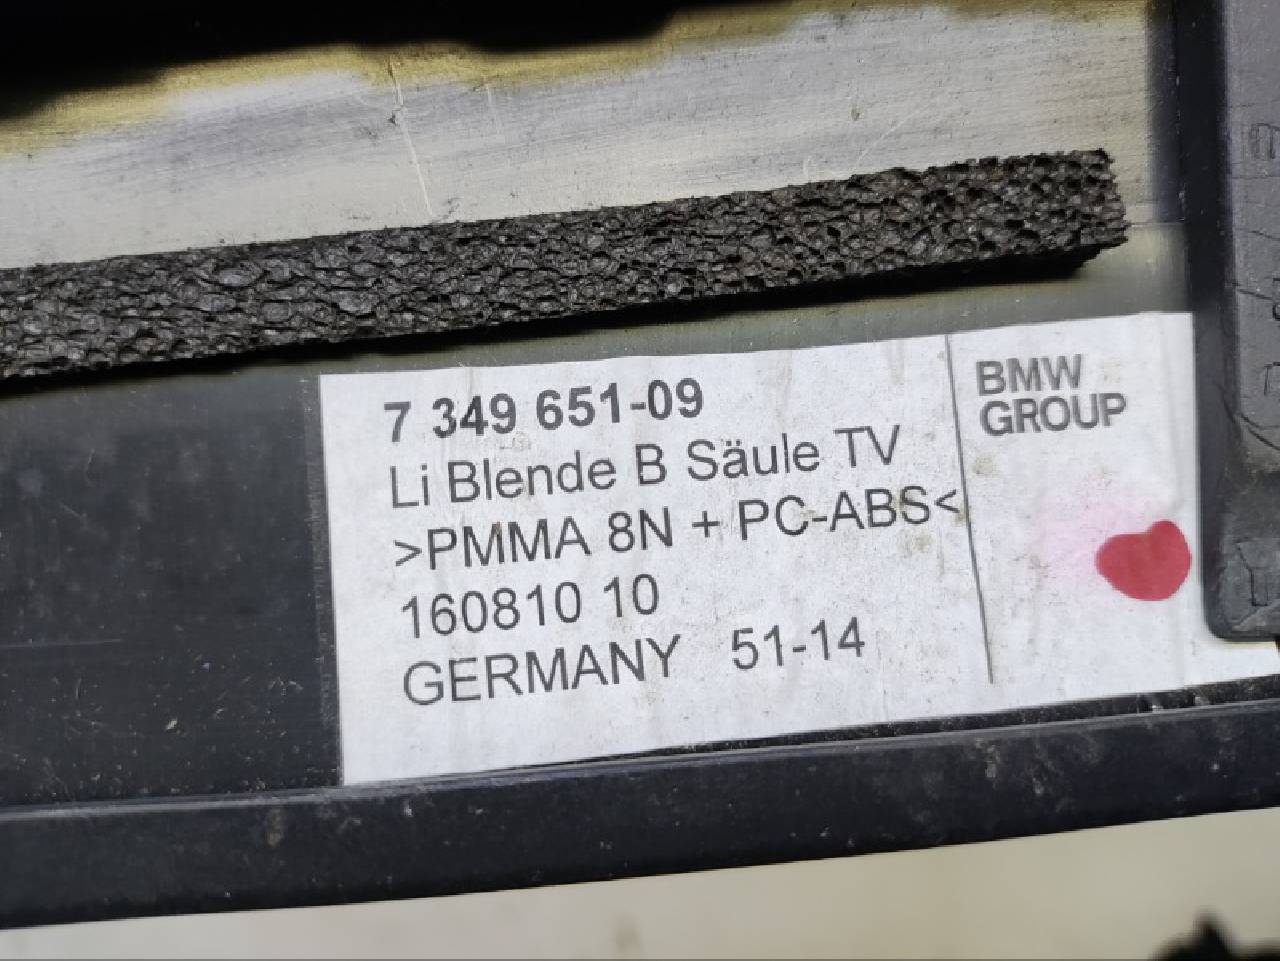 7 349 651-09
Li Blende B Säule TV
>PMMA 8N + PC-ABS<
160810 10
GERMANY 51-14
BMW
GROUP